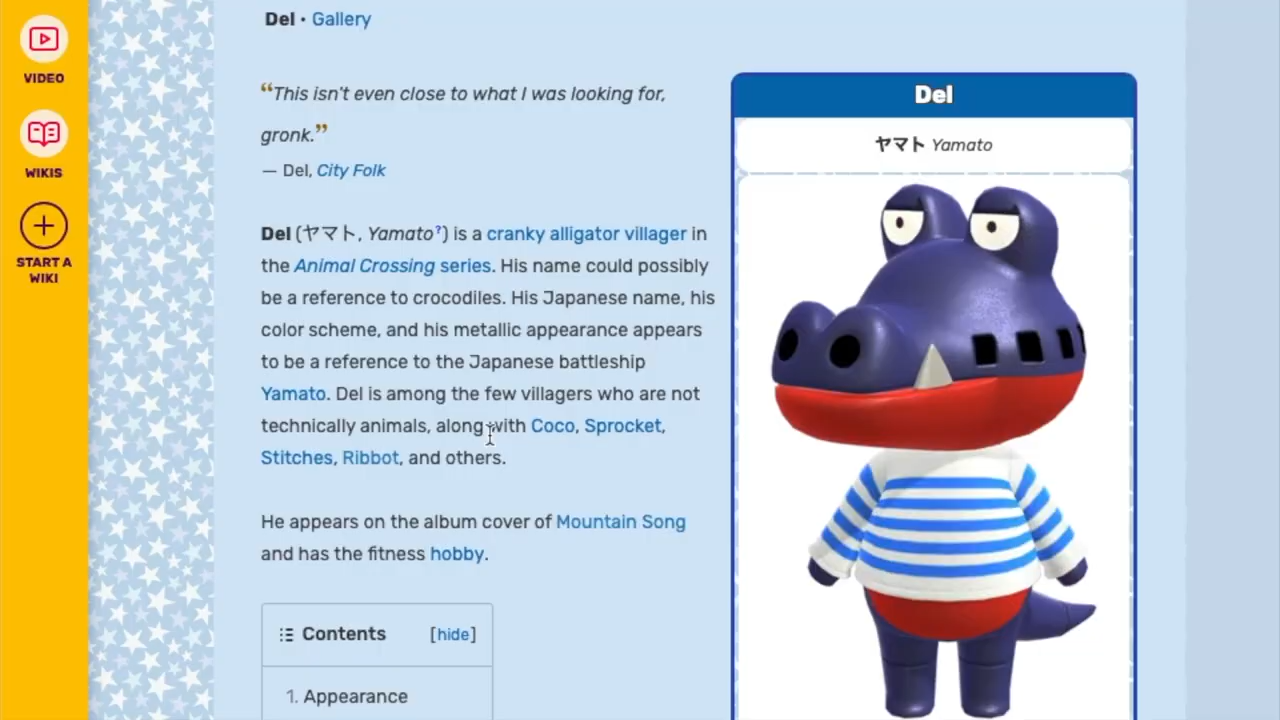 VIDEO
WIKIS
START A
WIKI
Del • Gallery
“This isn't even close to what I was looking for,
gronk.”
— Del, City Folk
Del (ヤマト, Yamato?) is a cranky alligator villager in
the Animal Crossing series. His name could possibly
be a reference to crocodiles. His Japanese name, his
color scheme, and his metallic appearance appears
to be a reference to the Japanese battleship
Yamato. Del is among the few villagers who are not
technically animals, along with Coco, Sprocket,
Stitches, Ribbot, and others.
He appears on the album cover of Mountain Song
and has the fitness hobby.
Contents [hide]
1. Appearance
Del
ヤマト Yamato